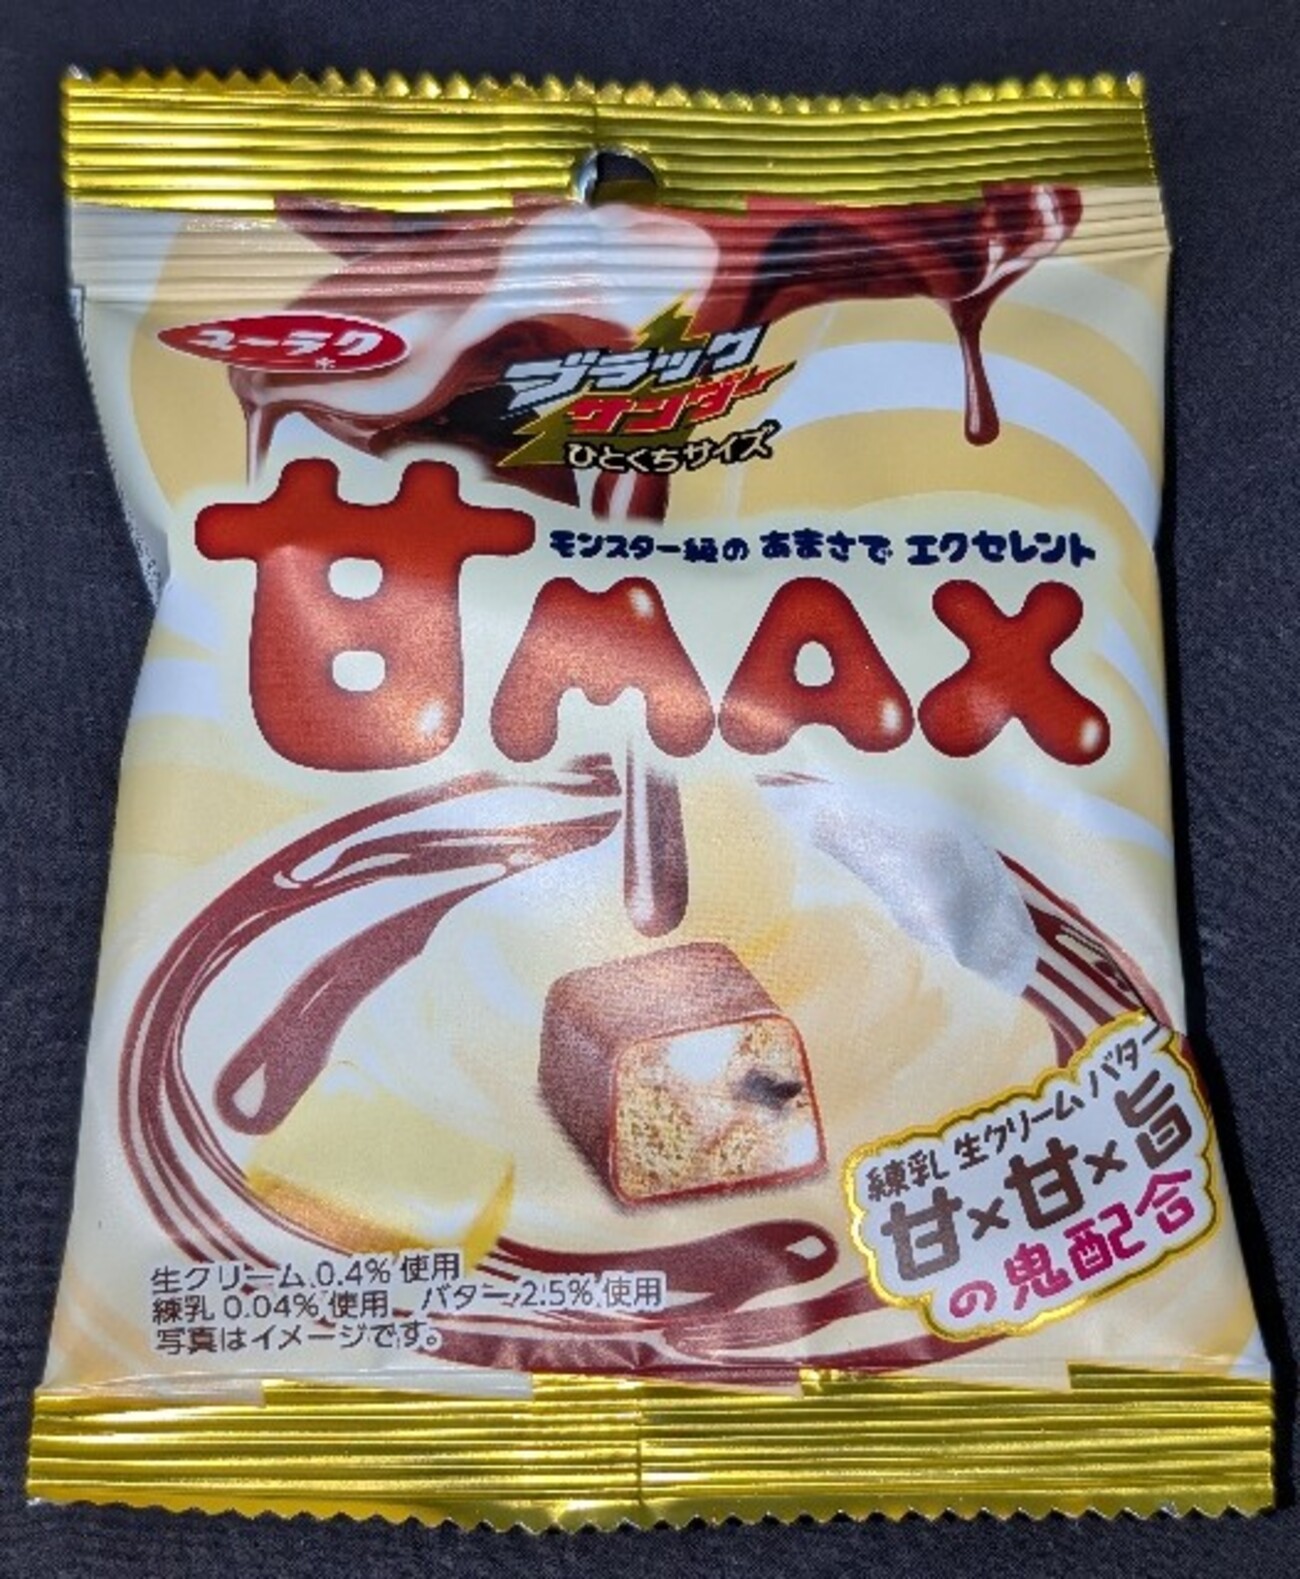 ユーラク
ブラック
サンダー
ひとくちサイズ
モンスター級の あまさで エクセレント
甘MAX
練乳 生クリーム バター
甘×甘×旨
の鬼配合
生クリーム 0.4% 使用
練乳 0.04% 使用 バター 2.5% 使用
写真はイメージです。